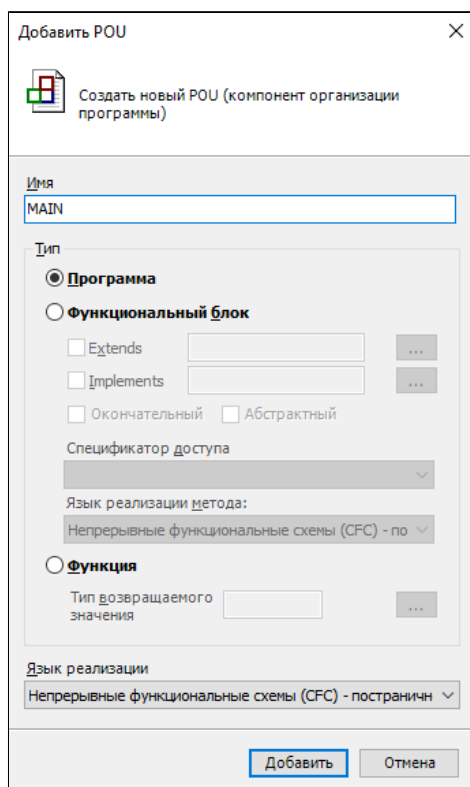 Добавить POU
Создать новый POU (компонент организации
программы)
Имя
MAIN
Тип
Программа
Функциональный блок
Extends
...
Implements
...
Окончательный Абстрактный
Спецификатор доступа
Язык реализации метода:
Непрерывные функциональные схемы (CFC) - по
Функция
Тип возвращаемого
значения
...
Язык реализации
Непрерывные функциональные схемы (CFC) - постраничн
Добавить Отмена